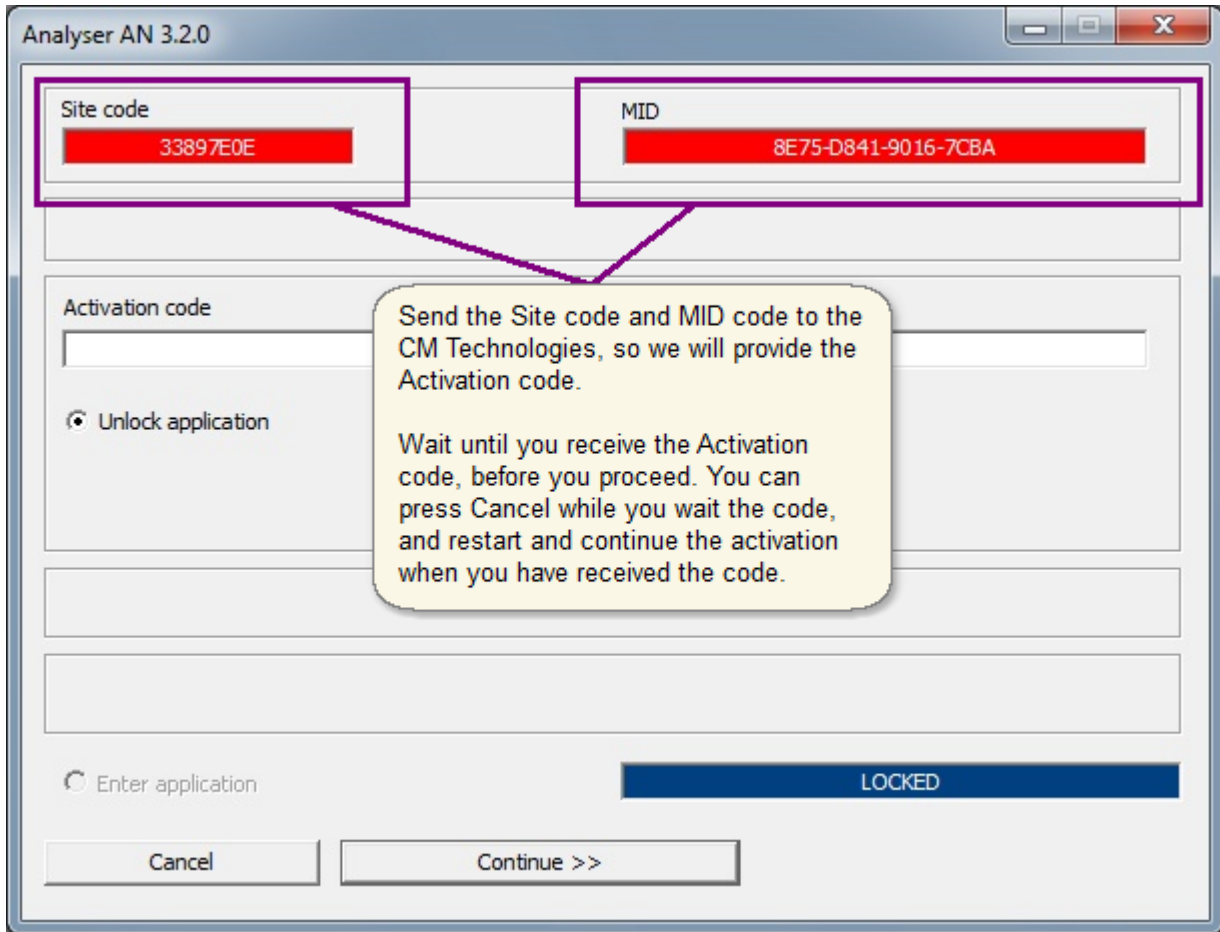 Analyser AN 3.2.0
Site code
MID
33897E0E
8E75-D841-9016-7CBA
Activation code
Send the Site code and MID code to the
CM Technologies, so we will provide the
Activation code.
Wait until you receive the Activation
code, before you proceed. You can
press Cancel while you wait the code,
and restart and continue the activation
when you have received the code.
Unlock application
Enter application
LOCKED
Cancel
Continue >>